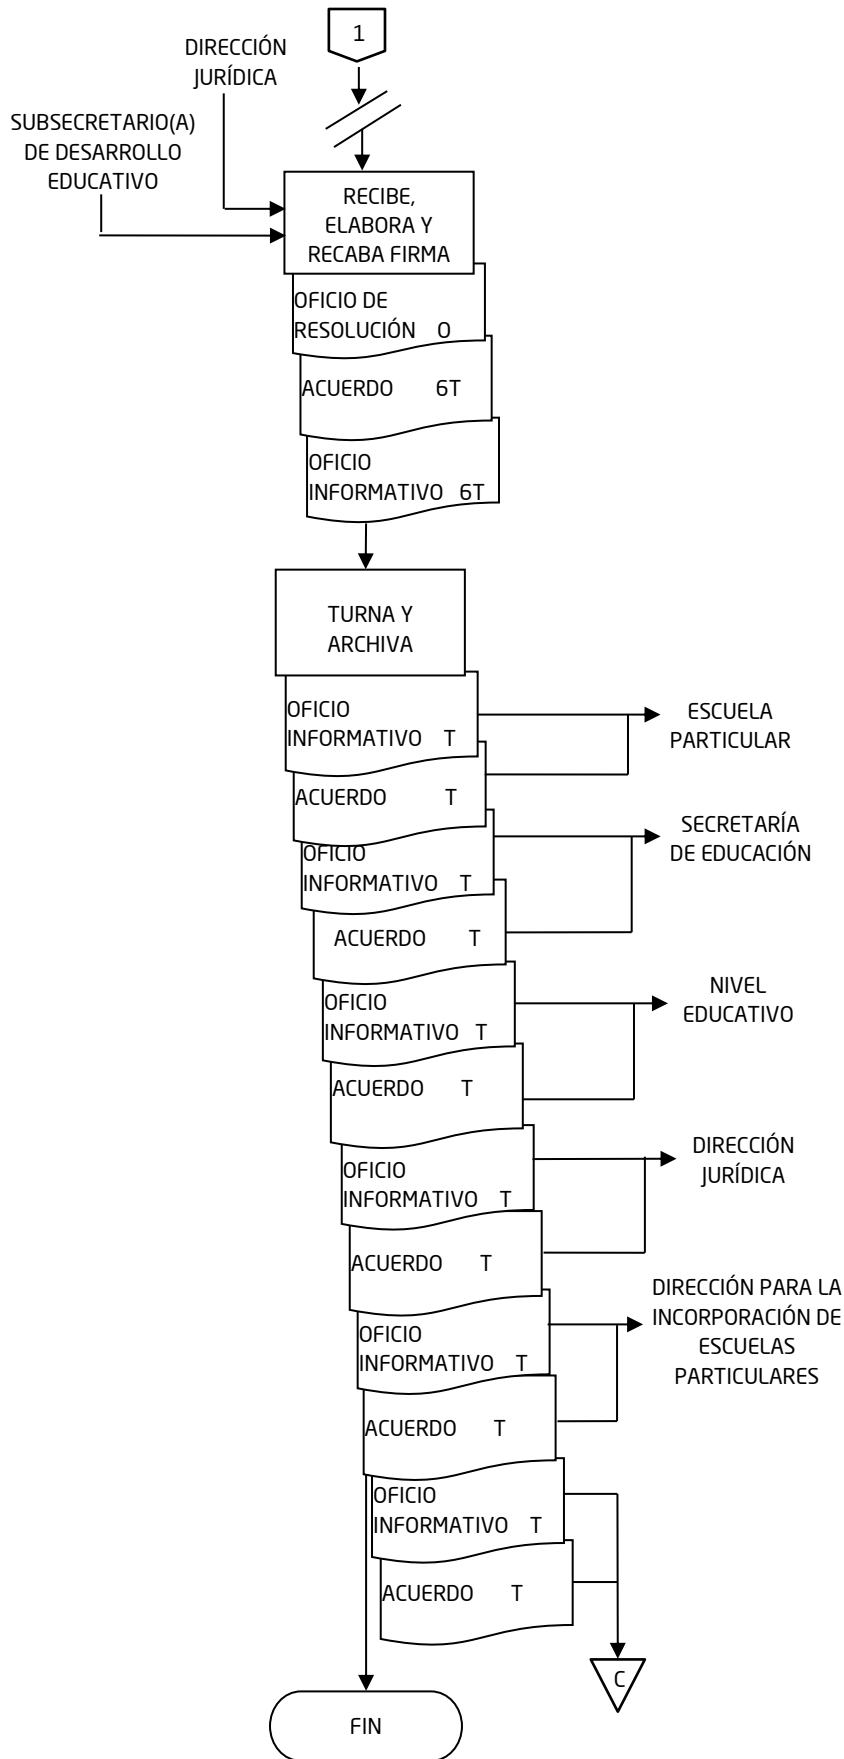 1
DIRECCIÓN
JURÍDICA
SUBSECRETARIO(A)
DE DESARROLLO
EDUCATIVO
RECIBE,
ELABORA Y
RECABA FIRMA
OFICIO DE
RESOLUCIÓN O
ACUERDO 6T
OFICIO
INFORMATIVO 6T
TURNA Y
ARCHIVA
OFICIO
INFORMATIVO T
ESCUELA
PARTICULAR
ACUERDO T
OFICIO
INFORMATIVO T
SECRETARÍA
DE EDUCACIÓN
ACUERDO T
OFICIO
INFORMATIVO T
NIVEL
EDUCATIVO
ACUERDO T
OFICIO
INFORMATIVO T
DIRECCIÓN
JURÍDICA
ACUERDO T
OFICIO
INFORMATIVO T
DIRECCIÓN PARA LA
INCORPORACIÓN DE
ESCUELAS
PARTICULARES
ACUERDO T
OFICIO
INFORMATIVO T
ACUERDO T
C
FIN